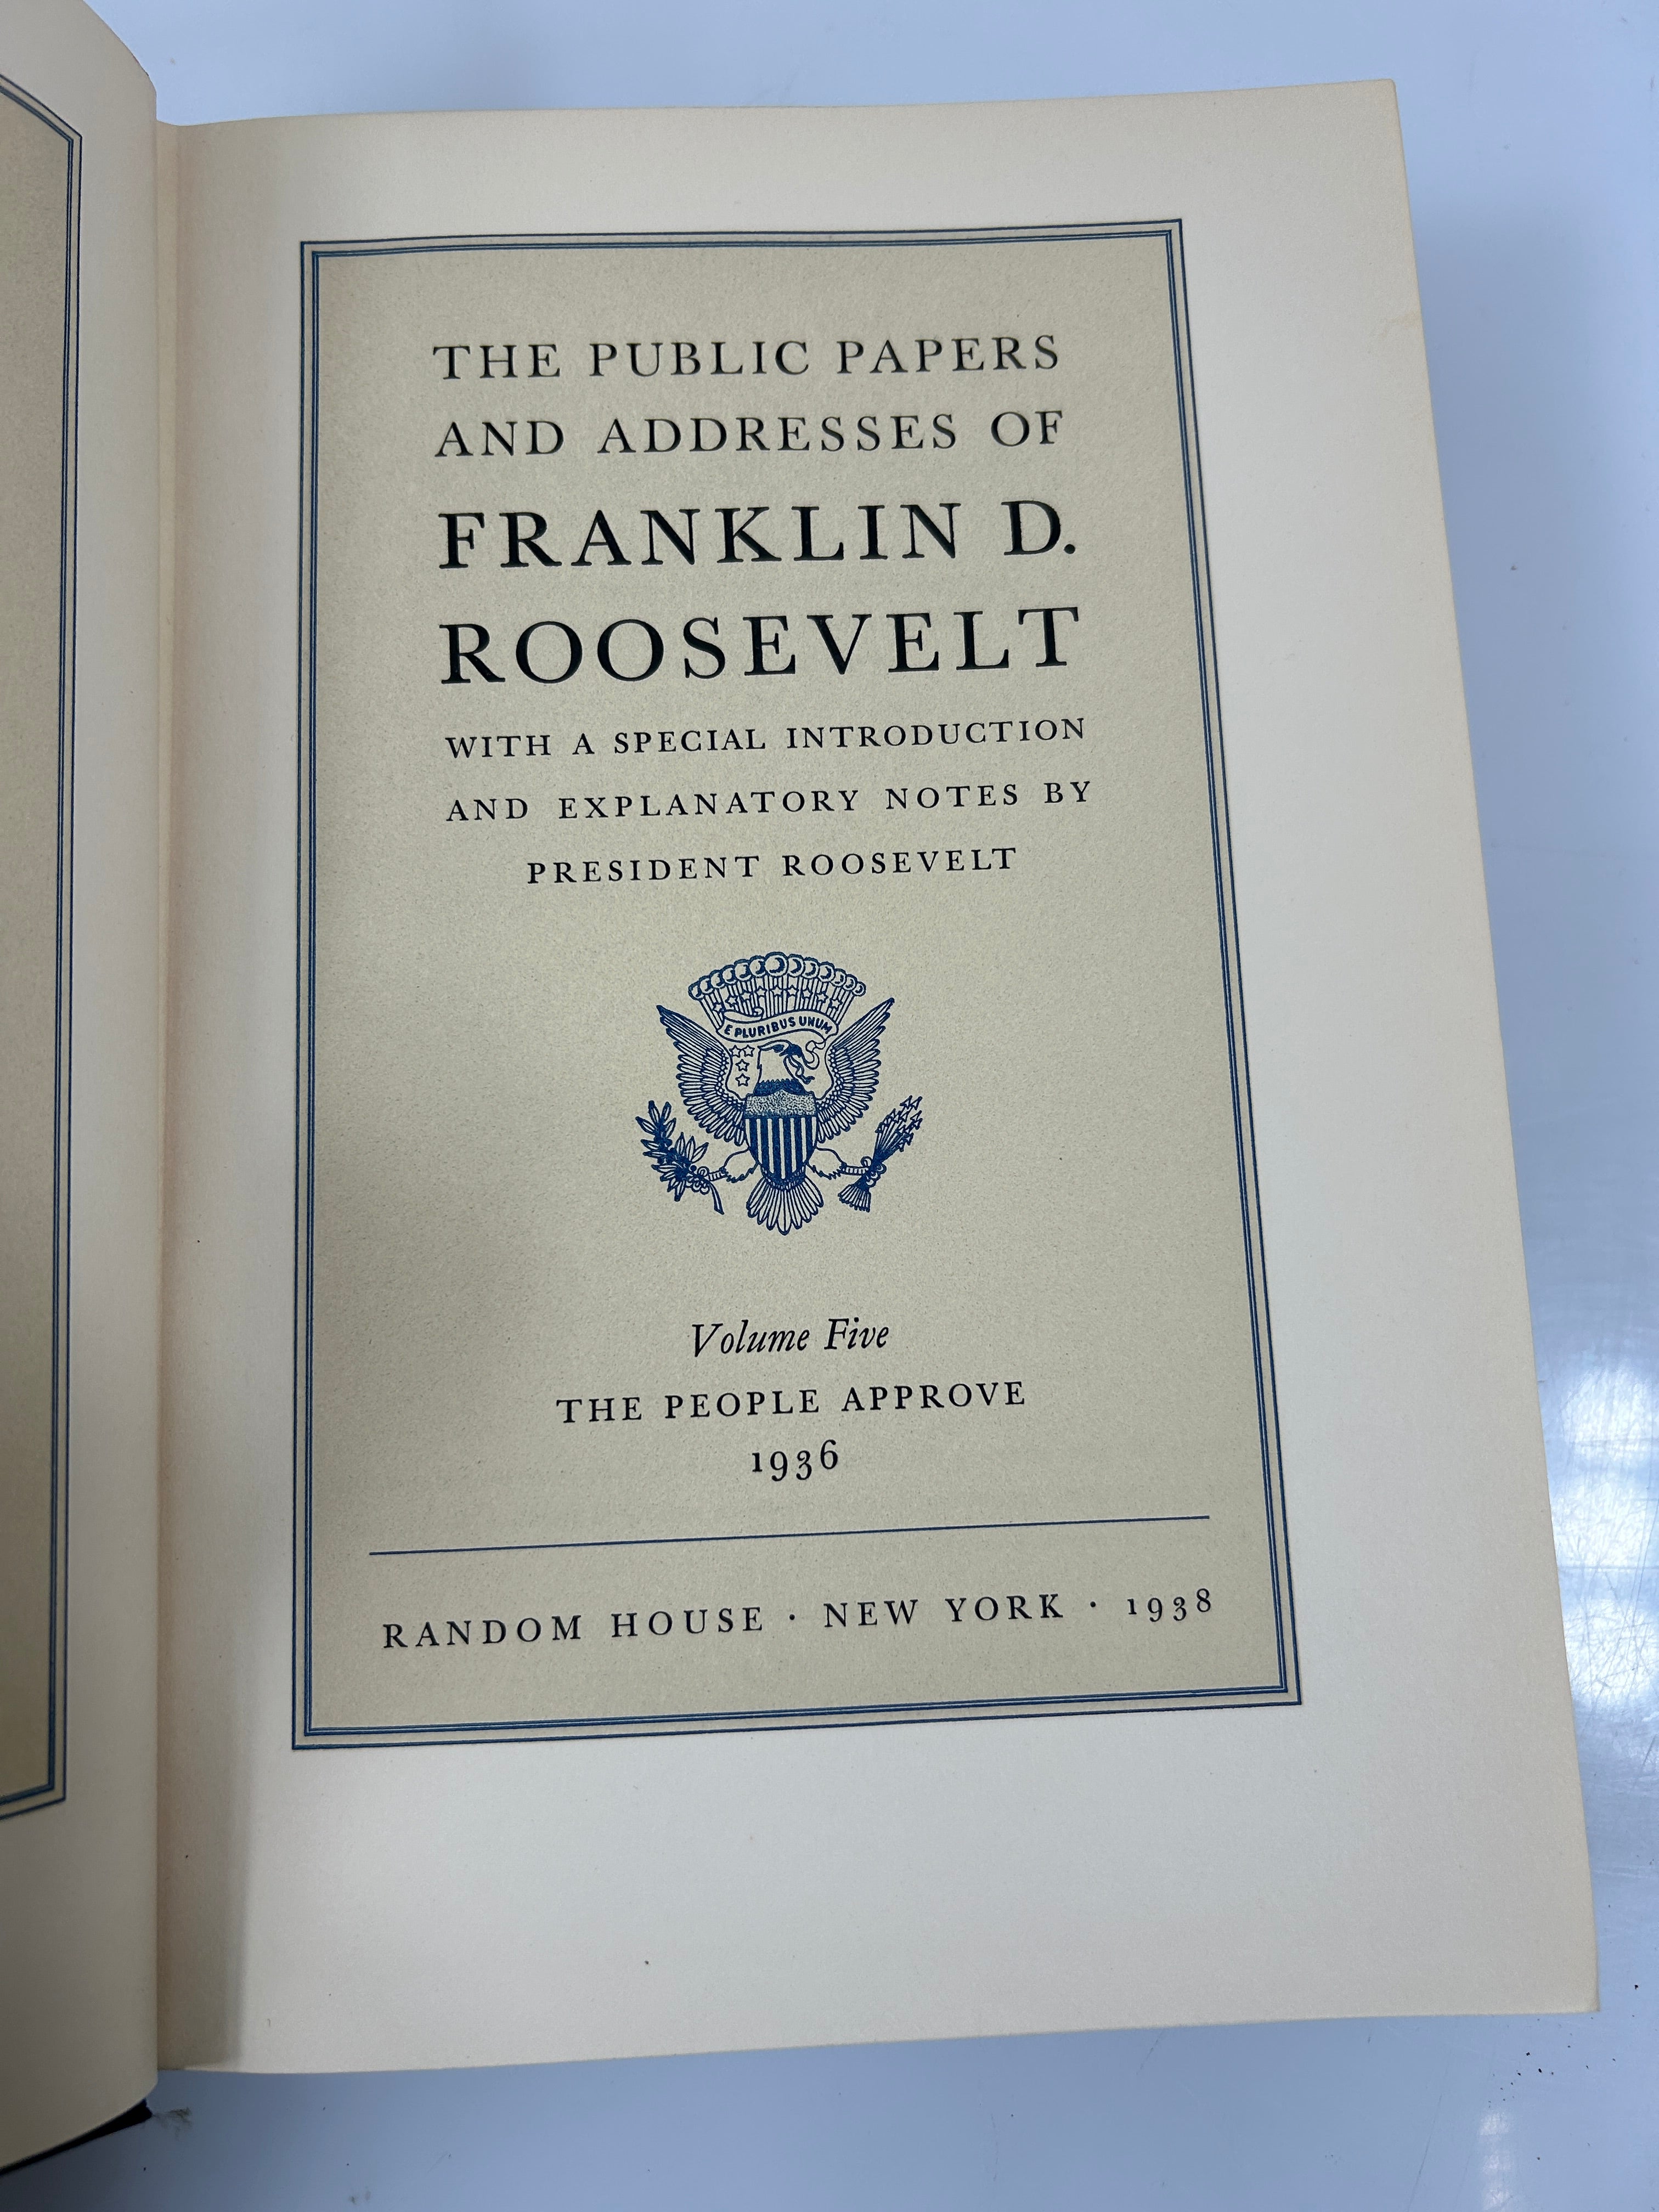 THE PUBLIC PAPERS
AND ADDRESSES OF
FRANKLIN D.
ROOSEVELT
WITH A SPECIAL INTRODUCTION
AND EXPLANATORY NOTES BY
PRESIDENT ROOSEVELT
E PLURIBUS UNUM
Volume Five
THE PEOPLE APPROVE
1936
RANDOM HOUSE · NEW YORK · 1938